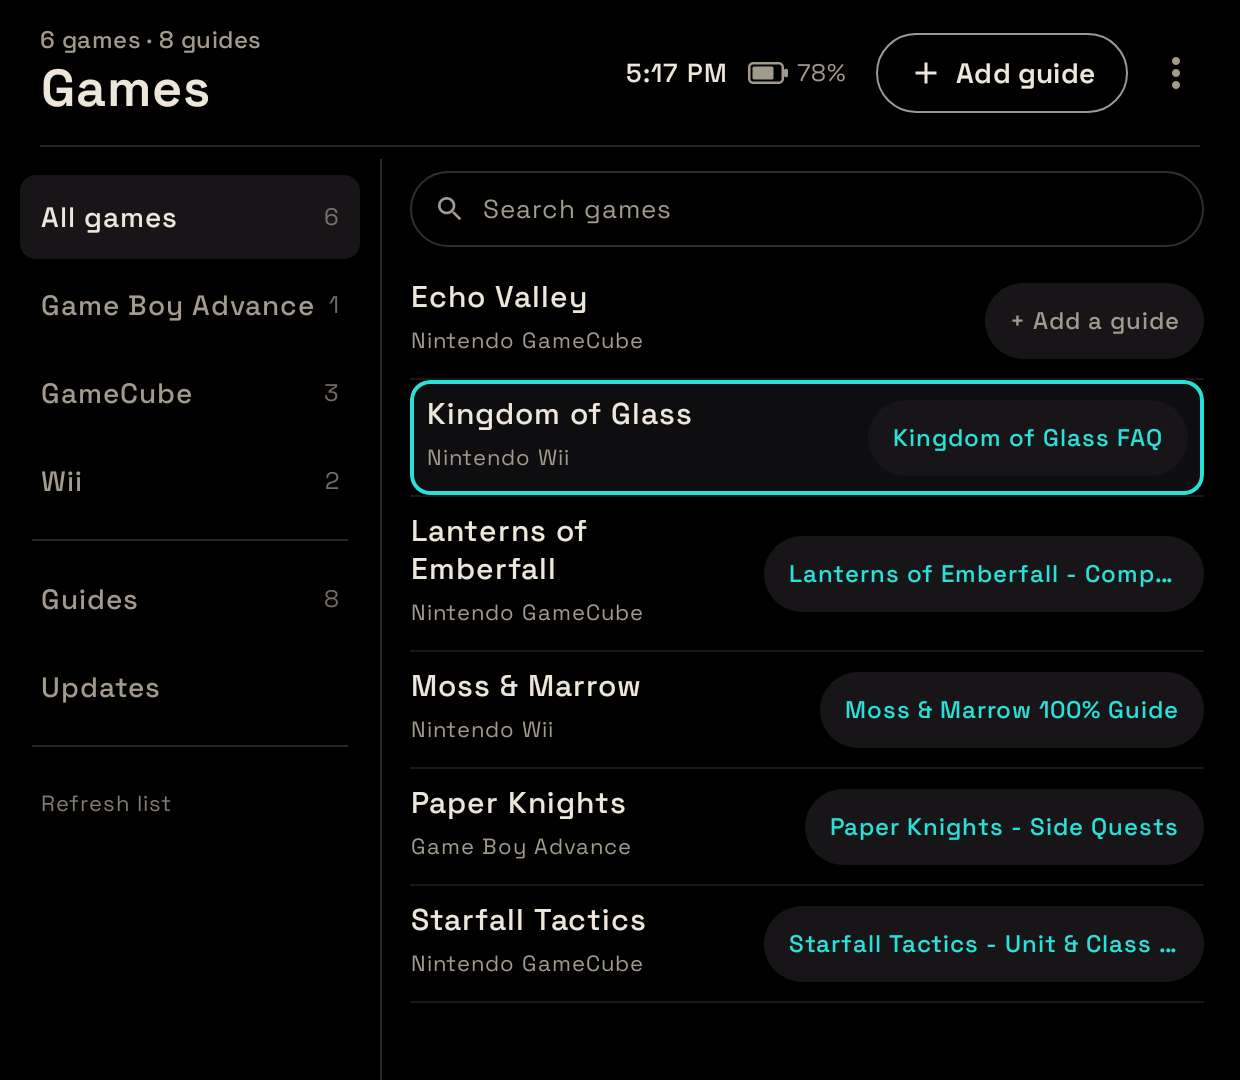 6 games · 8 guides
Games
5:17 PM 78% + Add guide
All games 6
Game Boy Advance 1
GameCube 3
Wii 2
Guides 8
Updates
Refresh list
Search games
Echo Valley
Nintendo GameCube
+ Add a guide
Kingdom of Glass
Nintendo Wii
Kingdom of Glass FAQ
Lanterns of
Emberfall
Nintendo GameCube
Lanterns of Emberfall - Comp…
Moss & Marrow
Nintendo Wii
Moss & Marrow 100% Guide
Paper Knights
Game Boy Advance
Paper Knights - Side Quests
Starfall Tactics
Nintendo GameCube
Starfall Tactics - Unit & Class …